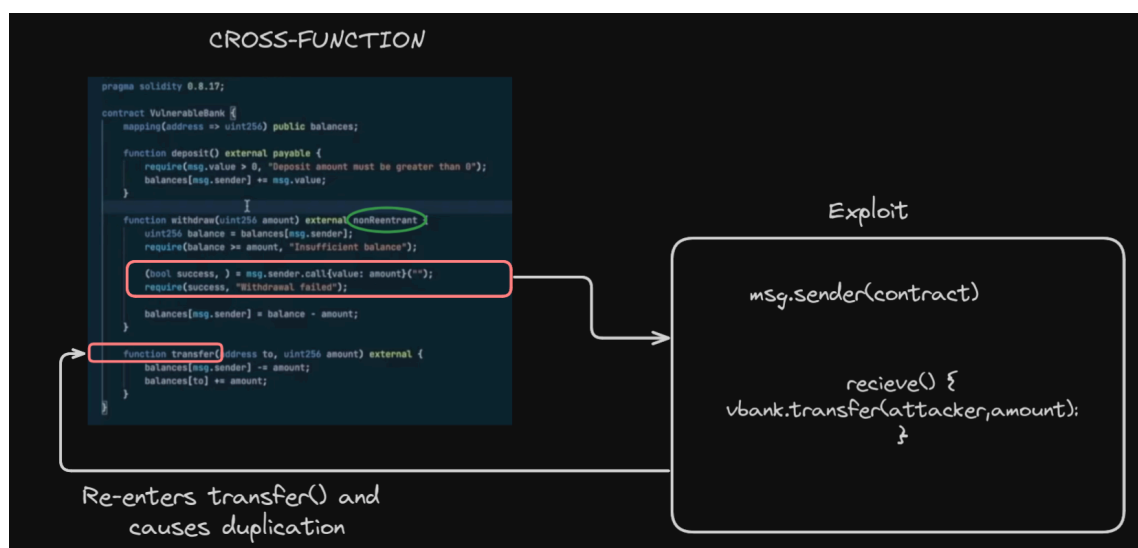 CROSS-FUNCTION
pragma solidity 0.8.17;
contract VulnerableBank {
mapping(address => uint256) public balances;
function deposit() external payable {
require(msg.value > 0, "Deposit amount must be greater than 0");
balances[msg.sender] += msg.value;
}
function withdraw(uint256 amount) external nonReentrant {
uint256 balance = balances[msg.sender];
require(balance >= amount, "Insufficient balance");
(bool success, ) = msg.sender.call{value: amount}("");
require(success, "Withdrawal failed");
balances[msg.sender] = balance - amount;
}
function transfer(address to, uint256 amount) external {
balances[msg.sender] -= amount;
balances[to] += amount;
}
}
Exploit
msg.sender(contract)
recieve() {
vbank.transfer(attacker,amount):
}
Re-enters transfer() and
causes duplication